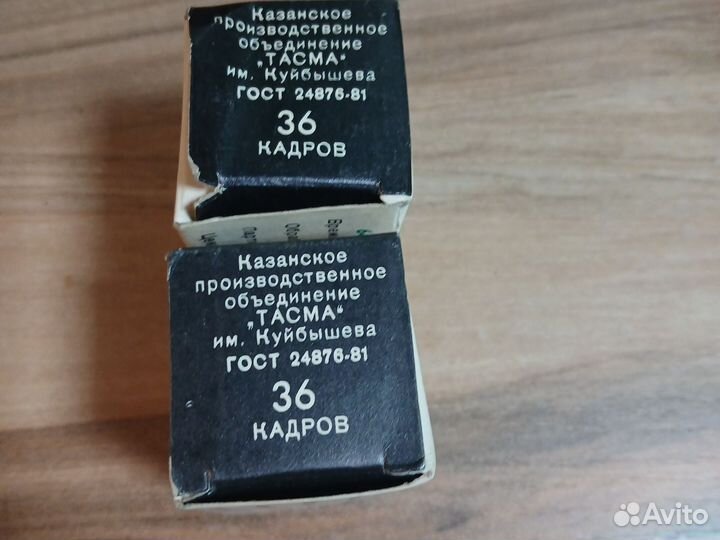 Казанское
производственное
объединение
„ТАСМА“
им. Куйбышева
ГОСТ 24876-81
36
КАДРОВ
Казанское
производственное
объединение
„ТАСМА“
им. Куйбышева
ГОСТ 24876-81
36
КАДРОВ
Avito